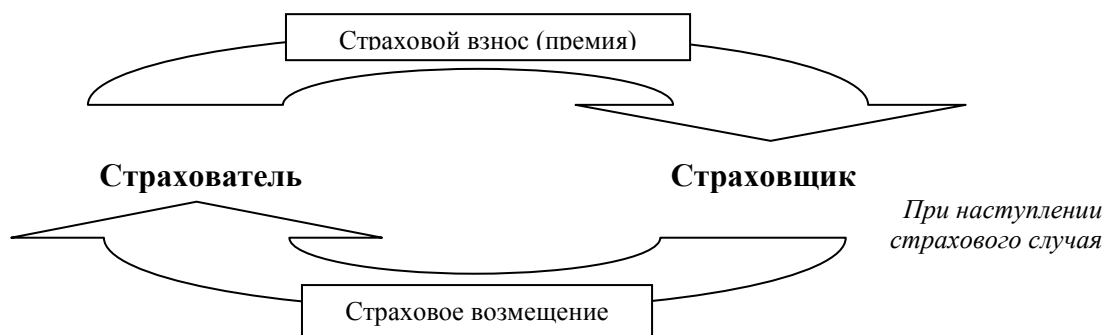 Страховой взнос (премия)
Страхователь
Страховщик
При наступлении
страхового случая
Страховое возмещение